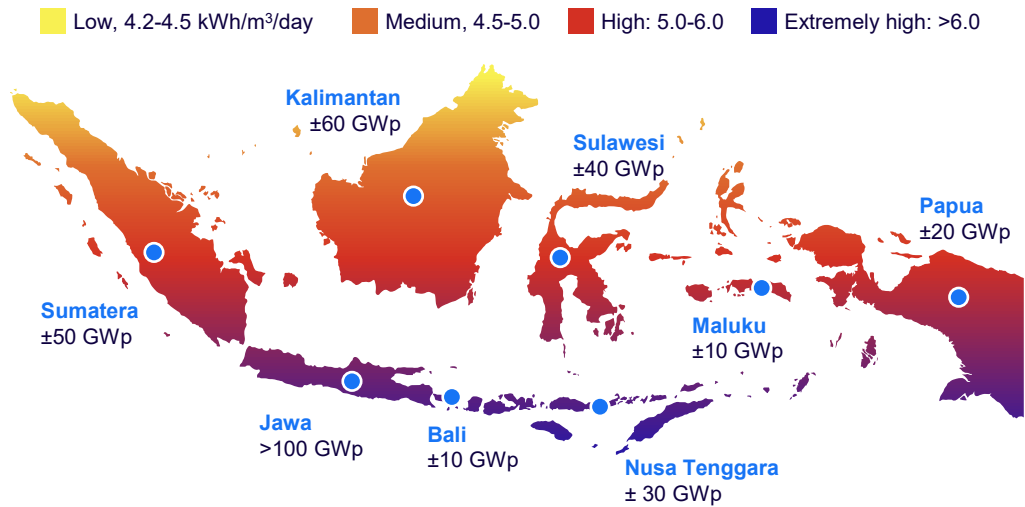 Low, 4.2-4.5 kWh/m³/day
Medium, 4.5-5.0
High: 5.0-6.0
Extremely high: >6.0
Kalimantan
±60 GWp
Sulawesi
±40 GWp
Papua
±20 GWp
Sumatera
±50 GWp
Maluku
±10 GWp
Jawa
>100 GWp
Bali
±10 GWp
Nusa Tenggara
± 30 GWp